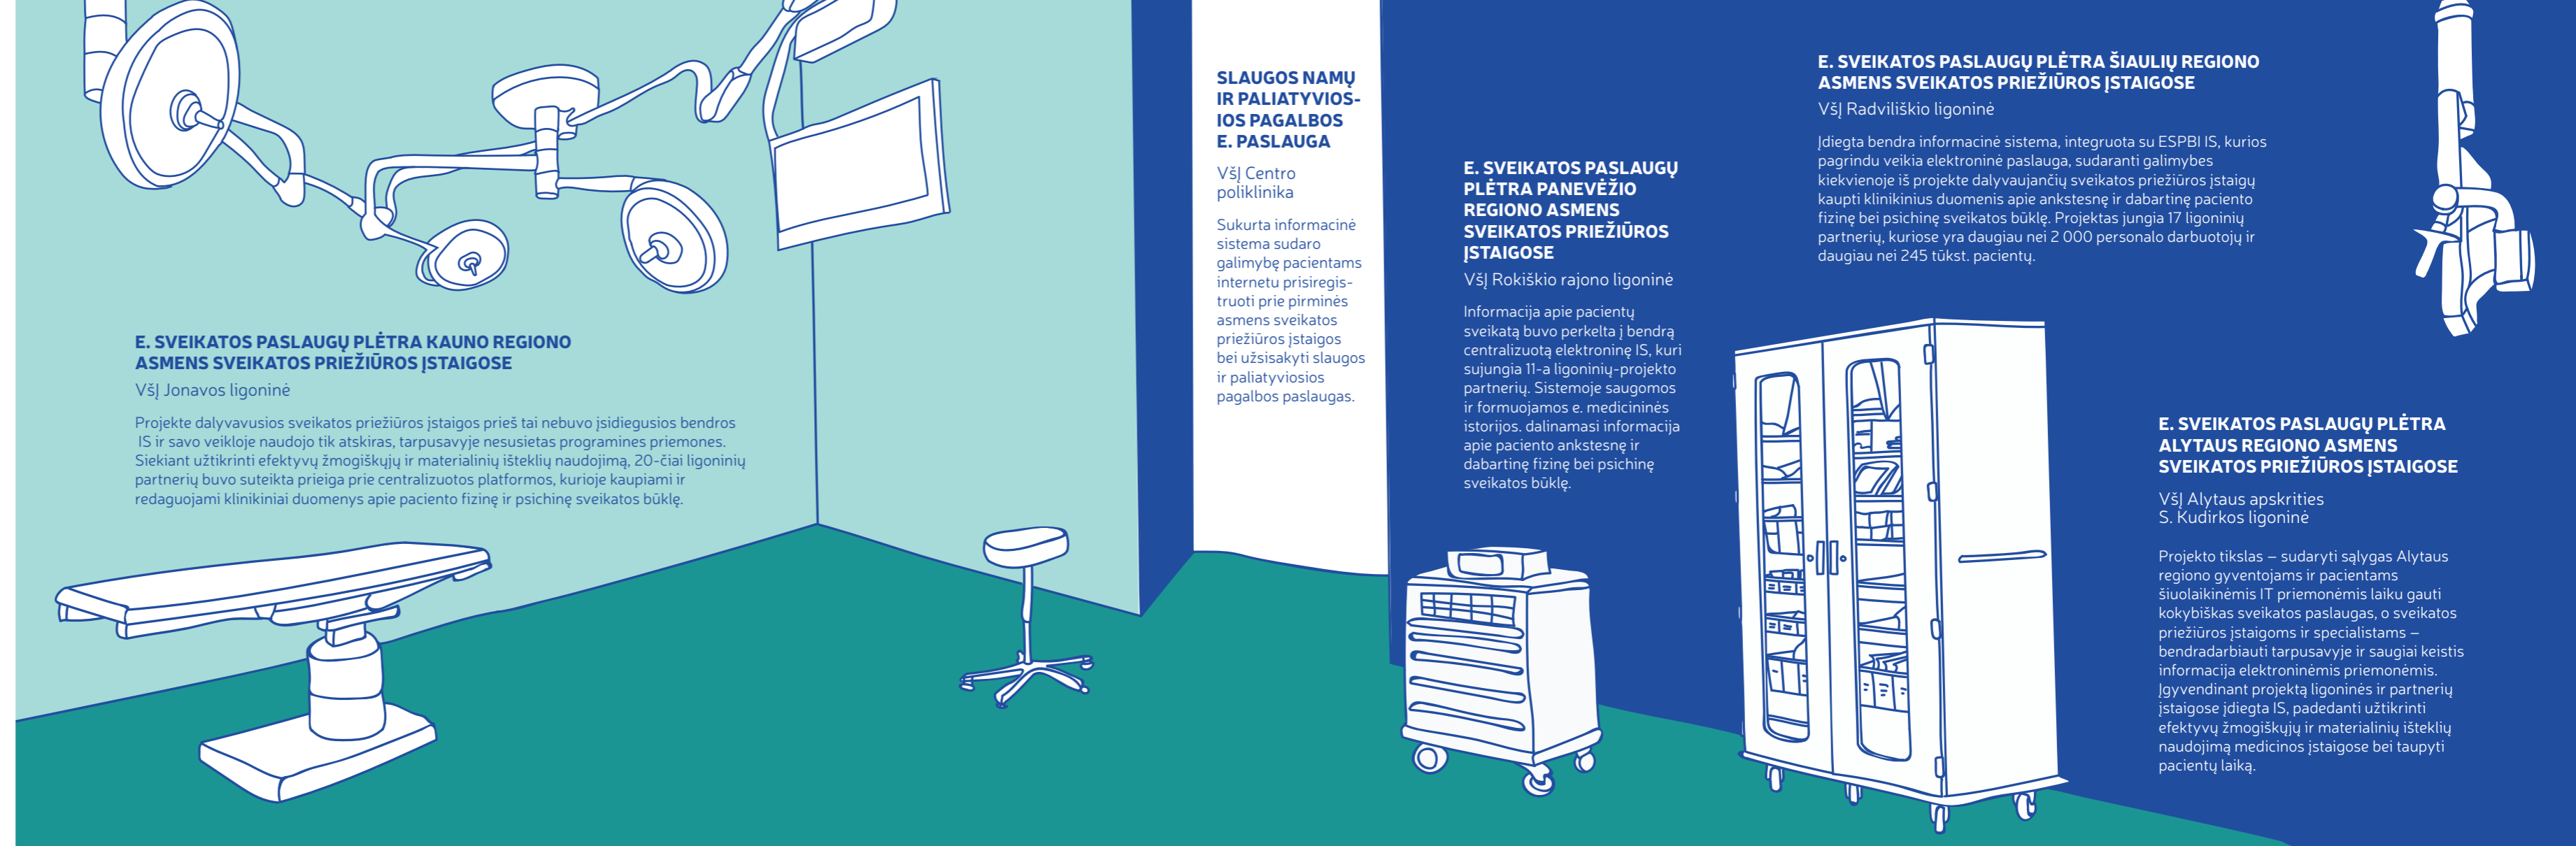 E. SVEIKATOS PASLAUGŲ PLĖTRA KAUNO REGIONO
ASMENS SVEIKATOS PRIEŽIŪROS ĮSTAIGOSE
VšĮ Jonavos ligoninė
Projekte dalyvavusios sveikatos priežiūros įstaigos prieš tai nebuvo įsidiegusios bendros
IS ir savo veikloje naudojo tik atskiras, tarpusavyje nesusietas programines priemones.
Siekiant užtikrinti efektyvų žmogiškųjų ir materialinių išteklių naudojimą, 20-čiai ligoninių
partnerių buvo suteikta prieiga prie centralizuotos platformos, kurioje kaupiami ir
redaguojami klinikiniai duomenys apie paciento fizinę ir psichinę sveikatos būklę.
SLAUGOS NAMŲ
IR PALIATYVIOS-
IOS PAGALBOS
E. PASLAUGA
VšĮ Centro
poliklinika
Sukurta informacinė
sistema sudaro
galimybę pacientams
internetu prisiregis-
truoti prie pirminės
asmens sveikatos
priežiūros įstaigos
bei užsisakyti slaugos
ir paliatyviosios
pagalbos paslaugas.
E. SVEIKATOS PASLAUGŲ
PLĖTRA PANEVĖŽIO
REGIONO ASMENS
SVEIKATOS PRIEŽIŪROS
ĮSTAIGOSE
VšĮ Rokiškio rajono ligoninė
Informacija apie pacientų
sveikatą buvo perkelta į bendrą
centralizuotą elektroninę IS, kuri
sujungia 11-a ligoninių-projekto
partnerių. Sistemoje saugomos
ir formuojamos e. medicininės
istorijos. dalinamasi informacija
apie paciento ankstesnę ir
dabartinę fizinę bei psichinę
sveikatos būklę.
E. SVEIKATOS PASLAUGŲ PLĖTRA ŠIAULIŲ REGIONO
ASMENS SVEIKATOS PRIEŽIŪROS ĮSTAIGOSE
VšĮ Radviliškio ligoninė
Įdiegta bendra informacinė sistema, integruota su ESPBI IS, kurios
pagrindu veikia elektroninė paslauga, sudaranti galimybes
kiekvienoje iš projekte dalyvaujančių sveikatos priežiūros įstaigų
kaupti klinikinius duomenis apie ankstesnę ir dabartinę paciento
fizinę bei psichinę sveikatos būklę. Projektas jungia 17 ligoninių
partnerių, kuriose yra daugiau nei 2 000 personalo darbuotojų ir
daugiau nei 245 tūkst. pacientų.
E. SVEIKATOS PASLAUGŲ PLĖTRA
ALYTAUS REGIONO ASMENS
SVEIKATOS PRIEŽIŪROS ĮSTAIGOSE
VšĮ Alytaus apskrities
S. Kudirkos ligoninė
Projekto tikslas – sudaryti sąlygas Alytaus
regiono gyventojams ir pacientams
šiuolaikinėmis IT priemonėmis laiku gauti
kokybiškas sveikatos paslaugas, o sveikatos
priežiūros įstaigoms ir specialistams –
bendradarbiauti tarpusavyje ir saugiai keistis
informacija elektroninėmis priemonėmis.
Įgyvendinant projektą ligoninės ir partnerių
įstaigose įdiegta IS, padedanti užtikrinti
efektyvų žmogiškųjų ir materialinių išteklių
naudojimą medicinos įstaigose bei taupyti
pacientų laiką.